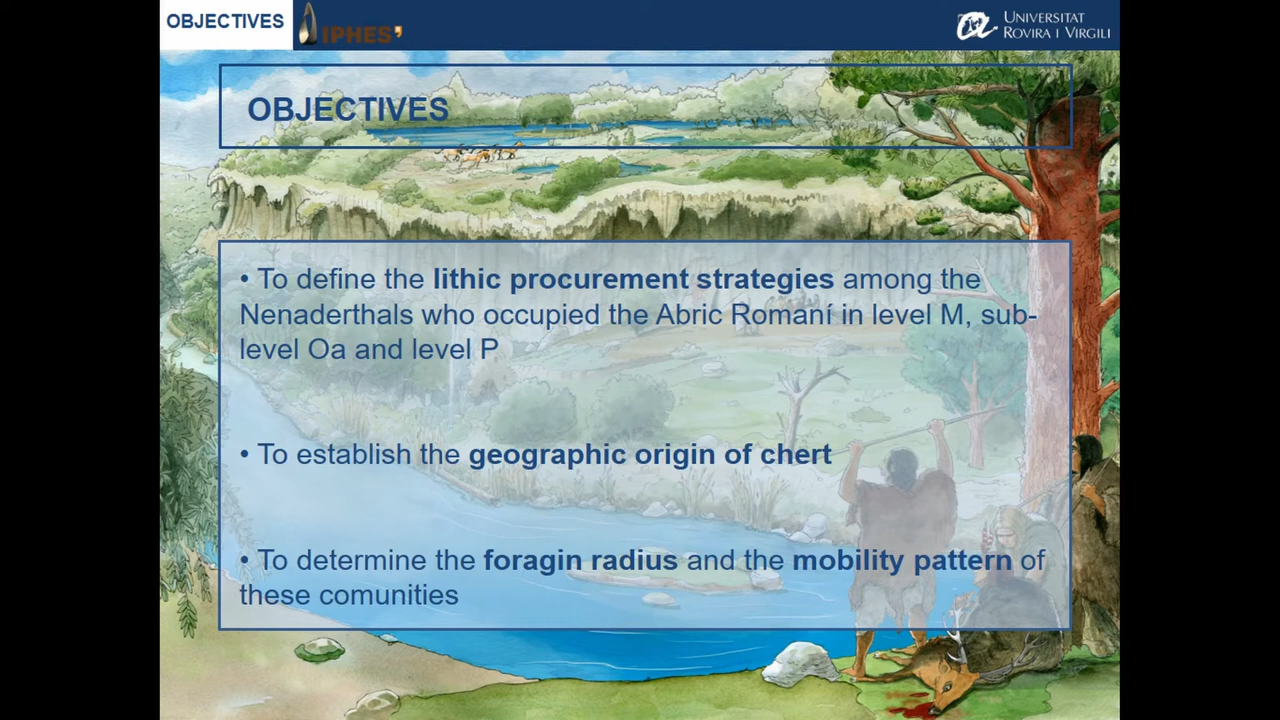 OBJECTIVES
IPHES
UNIVERSITAT
ROVIRA I VIRGILI
OBJECTIVES
• To define the lithic procurement strategies among the
Nenaderthals who occupied the Abric Romaní in level M, sub-
level Oa and level P
• To establish the geographic origin of chert
• To determine the foragin radius and the mobility pattern of
these comunities